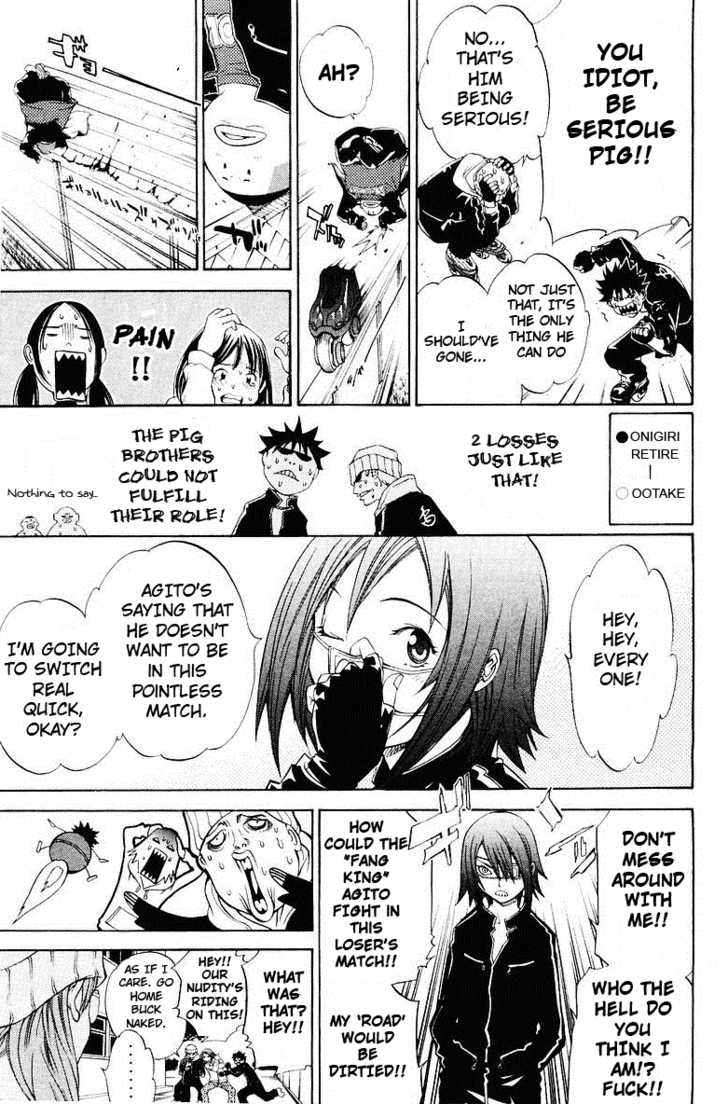 YOU
IDIOT,
BE
SERIOUS
PIG!!
NO...
THAT'S
HIM
BEING
SERIOUS!
NOT JUST
THAT, IT'S
THE ONLY
THING HE
CAN DO
I
SHOULD'VE
GONE...
AH?
PAIN
!!
●ONIGIRI
RETIRE
|
○OOTAKE
2 LOSSES
JUST LIKE
THAT!
THE PIG
BROTHERS
COULD NOT
FULFILL
THEIR ROLE!
Nothing to say..
HEY,
HEY,
EVERY
ONE!
AGITO'S
SAYING THAT
HE DOESN'T
WANT TO BE
IN THIS
POINTLESS
MATCH.
I'M GOING
TO SWITCH
REAL
QUICK,
OKAY?
DON'T
MESS
AROUND
WITH
ME!!
WHO THE
HELL DO
YOU
THINK I
AM!?
FUCK!!
HOW
COULD THE
"FANG
KING"
AGITO
FIGHT IN
THIS
LOSER'S
MATCH!!
MY 'ROAD'
WOULD
BE
DIRTIED!!
WHAT
WAS
THAT?
HEY!!
HEY!!
OUR
NUDITY'S
RIDING
ON THIS!
AS IF I
CARE. GO
HOME
BUCK
NAKED.
......